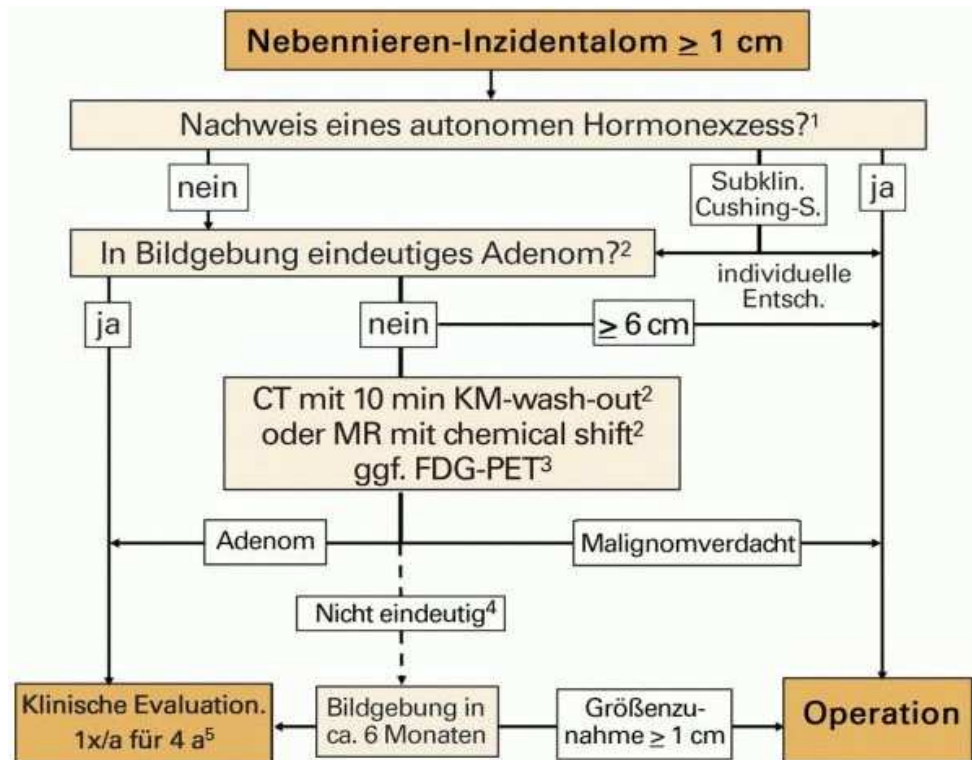 Nebennieren-Inzidentalom ≥ 1 cm
Nachweis eines autonomen Hormonexzess?¹
nein
Subklin.
Cushing-S.
ja
In Bildgebung eindeutiges Adenom?²
individuelle
Entsch.
ja
nein
≥ 6 cm
CT mit 10 min KM-wash-out²
oder MR mit chemical shift²
ggf. FDG-PET³
Adenom
Malignomverdacht
Nicht eindeutig⁴
Klinische Evaluation.
1x/a für 4 a⁵
Bildgebung in
ca. 6 Monaten
Größenzu-
nahme ≥ 1 cm
Operation